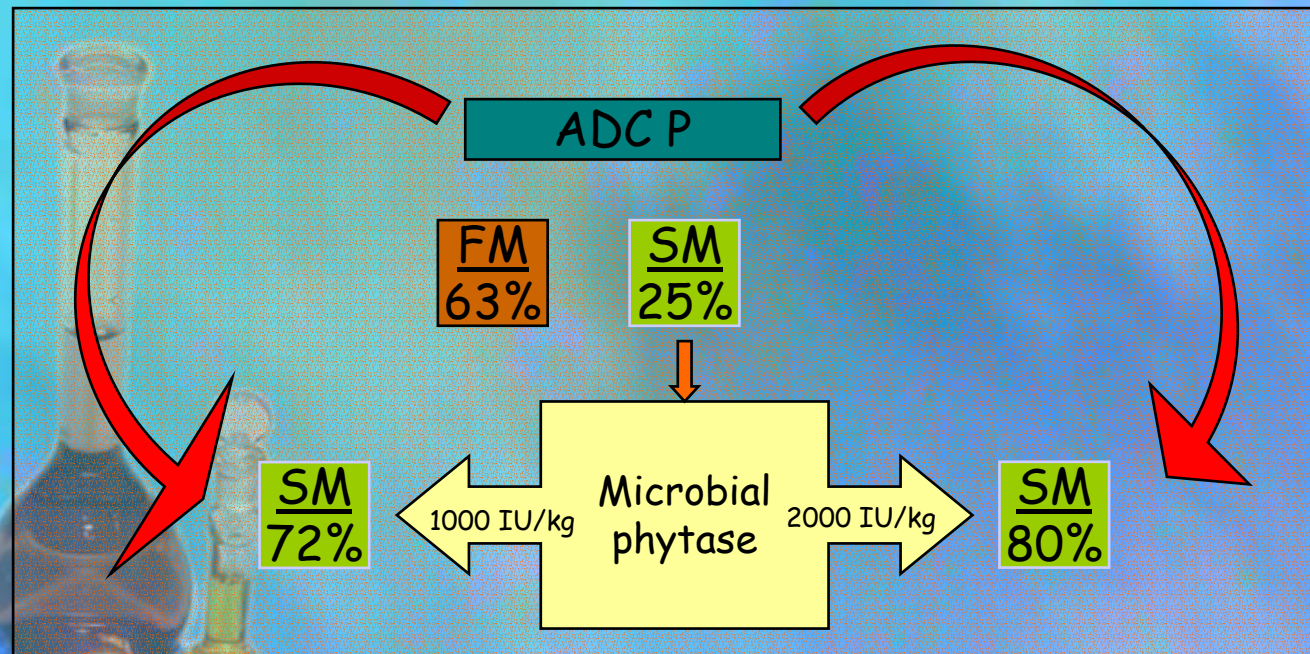 ADC P
FM
63%
SM
25%
SM
72%
1000 IU/kg
Microbial
phytase
2000 IU/kg
SM
80%